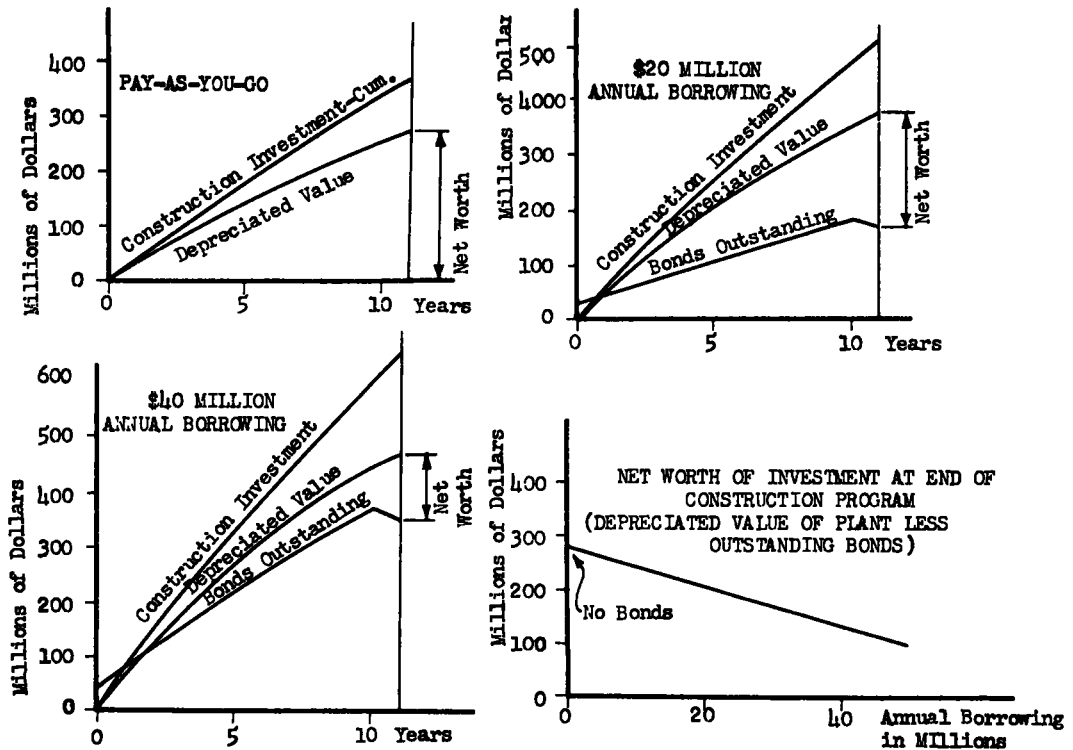 400
PAY-AS-YOU-GO
300
200
100
0
Millions of Dollars
Construction Investment-Cum.
Depreciated Value
Net Worth
0
5
10
Years
500
$20 MILLION
ANNUAL BORROWING
4000
300
200
100
0
Millions of Dollar
Construction Investment
Depreciated Value
Bonds Outstanding
Net Worth
0
5
10
Years
600
$40 MILLION
ANNUAL BORROWING
500
400
300
200
100
0
Millions of Dollars
Construction Investment
Depreciated Value
Bonds Outstanding
Net
Worth
0
5
10
Years
NET WORTH OF INVESTMENT AT END OF
CONSTRUCTION PROGRAM
(DEPRECIATED VALUE OF PLANT LESS
OUTSTANDING BONDS)
400
300
200
100
0
Millions of Dollars
No Bonds
0
20
40
Annual Borrowing
in Millions